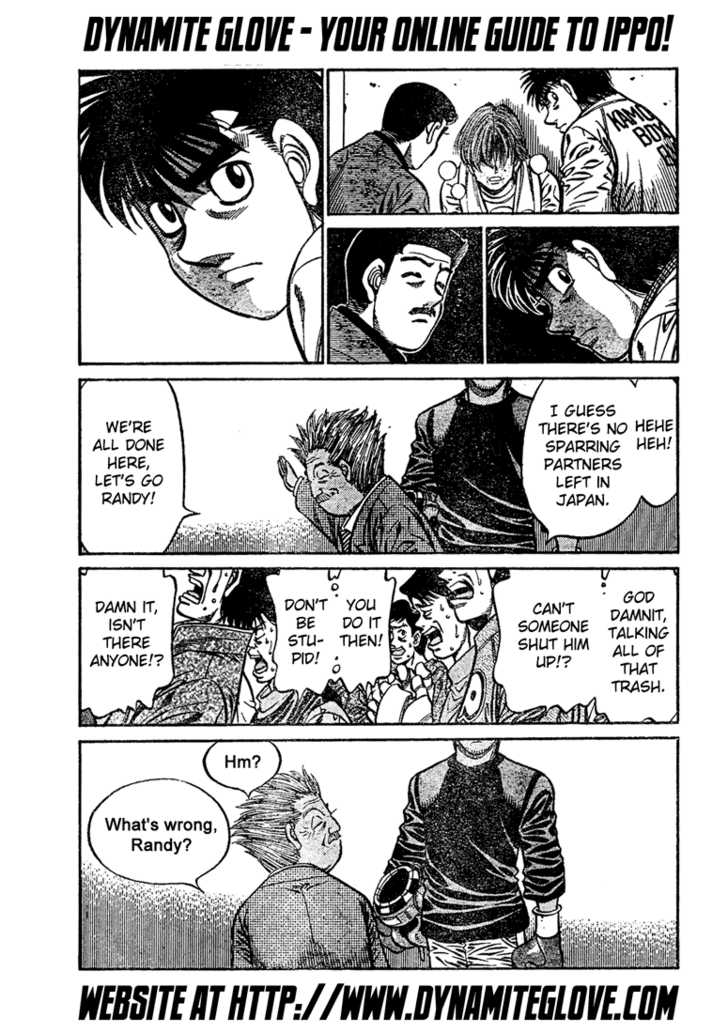 DYNAMITE GLOVE - YOUR ONLINE GUIDE TO IPPO!
KAMO
BOX
HEHE
HEH!
I GUESS
THERE'S NO
SPARRING
PARTNERS
LEFT IN
JAPAN.
WE'RE
ALL DONE
HERE,
LET'S GO
RANDY!
GOD
DAMNIT,
TALKING
ALL OF
THAT
TRASH.
CAN'T
SOMEONE
SHUT HIM
UP!?
YOU
DO IT
THEN!
DON'T
BE
STU-
PID!
DAMN IT,
ISN'T
THERE
ANYONE!?
Hm?
What's wrong,
Randy?
WEBSITE AT HTTP://WWW.DYNAMITEGLOVE.COM